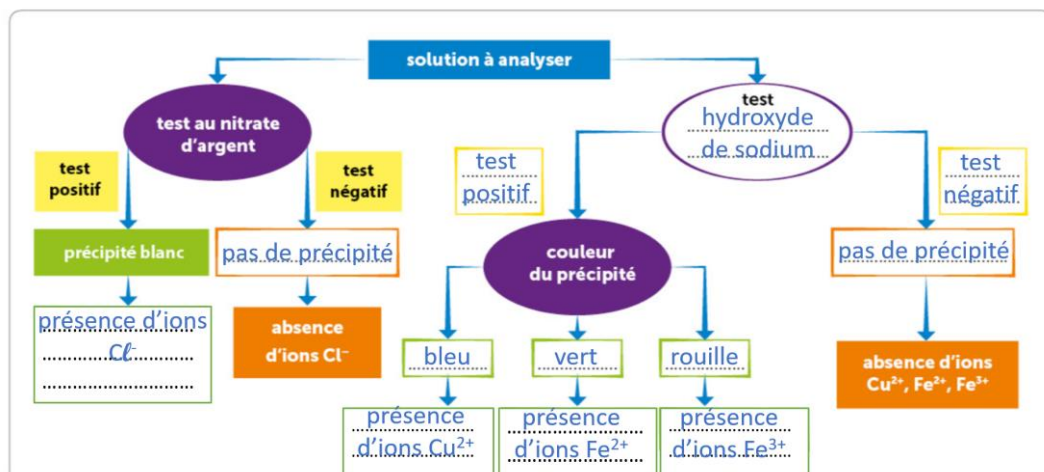 solution à analyser
test au nitrate
d'argent
test
hydroxyde
de sodium
test
positif
test
négatif
test
positif
test
négatif
précipité blanc
pas de précipité
couleur
du précipité
pas de précipité
présence d'ions
Cℓ⁻
absence
d'ions Cl⁻
bleu
vert
rouille
absence d'ions
Cu²⁺, Fe²⁺, Fe³⁺
présence
d'ions Cu²⁺
présence
d'ions Fe²⁺
présence
d'ions Fe³⁺